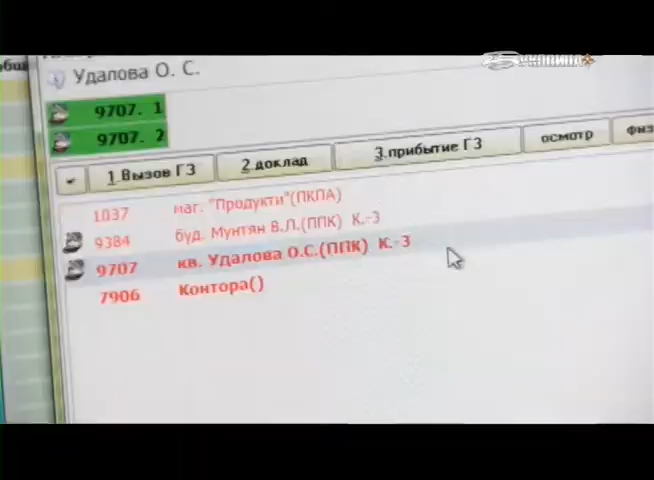 Удалова О. С.
9707. 1
9707. 2
1 Вызов ГЗ 2 доклад 3 прибытие ГЗ осмотр физ
1037 маг. "Продукти"(ПКПА)
9384 буд. Мунтян В.Л.(ППК) К.-3
9707 кв. Удалова О.С.(ППК) К.-3
7906 Контора()